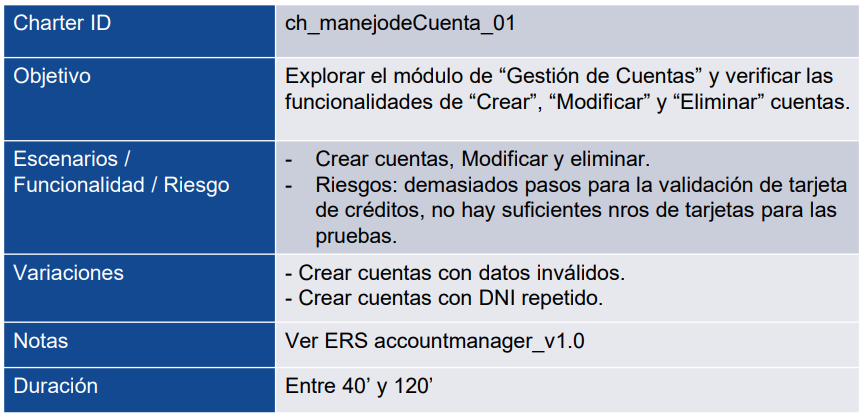 Charter ID
ch_manejodeCuenta_01
Objetivo
Explorar el módulo de “Gestión de Cuentas” y verificar las
funcionalidades de “Crear”, “Modificar” y “Eliminar” cuentas.
Escenarios /
Funcionalidad / Riesgo
- Crear cuentas, Modificar y eliminar.
- Riesgos: demasiados pasos para la validación de tarjeta
de créditos, no hay suficientes nros de tarjetas para las
pruebas.
Variaciones
- Crear cuentas con datos inválidos.
- Crear cuentas con DNI repetido.
Notas
Ver ERS accountmanager_v1.0
Duración
Entre 40’ y 120’